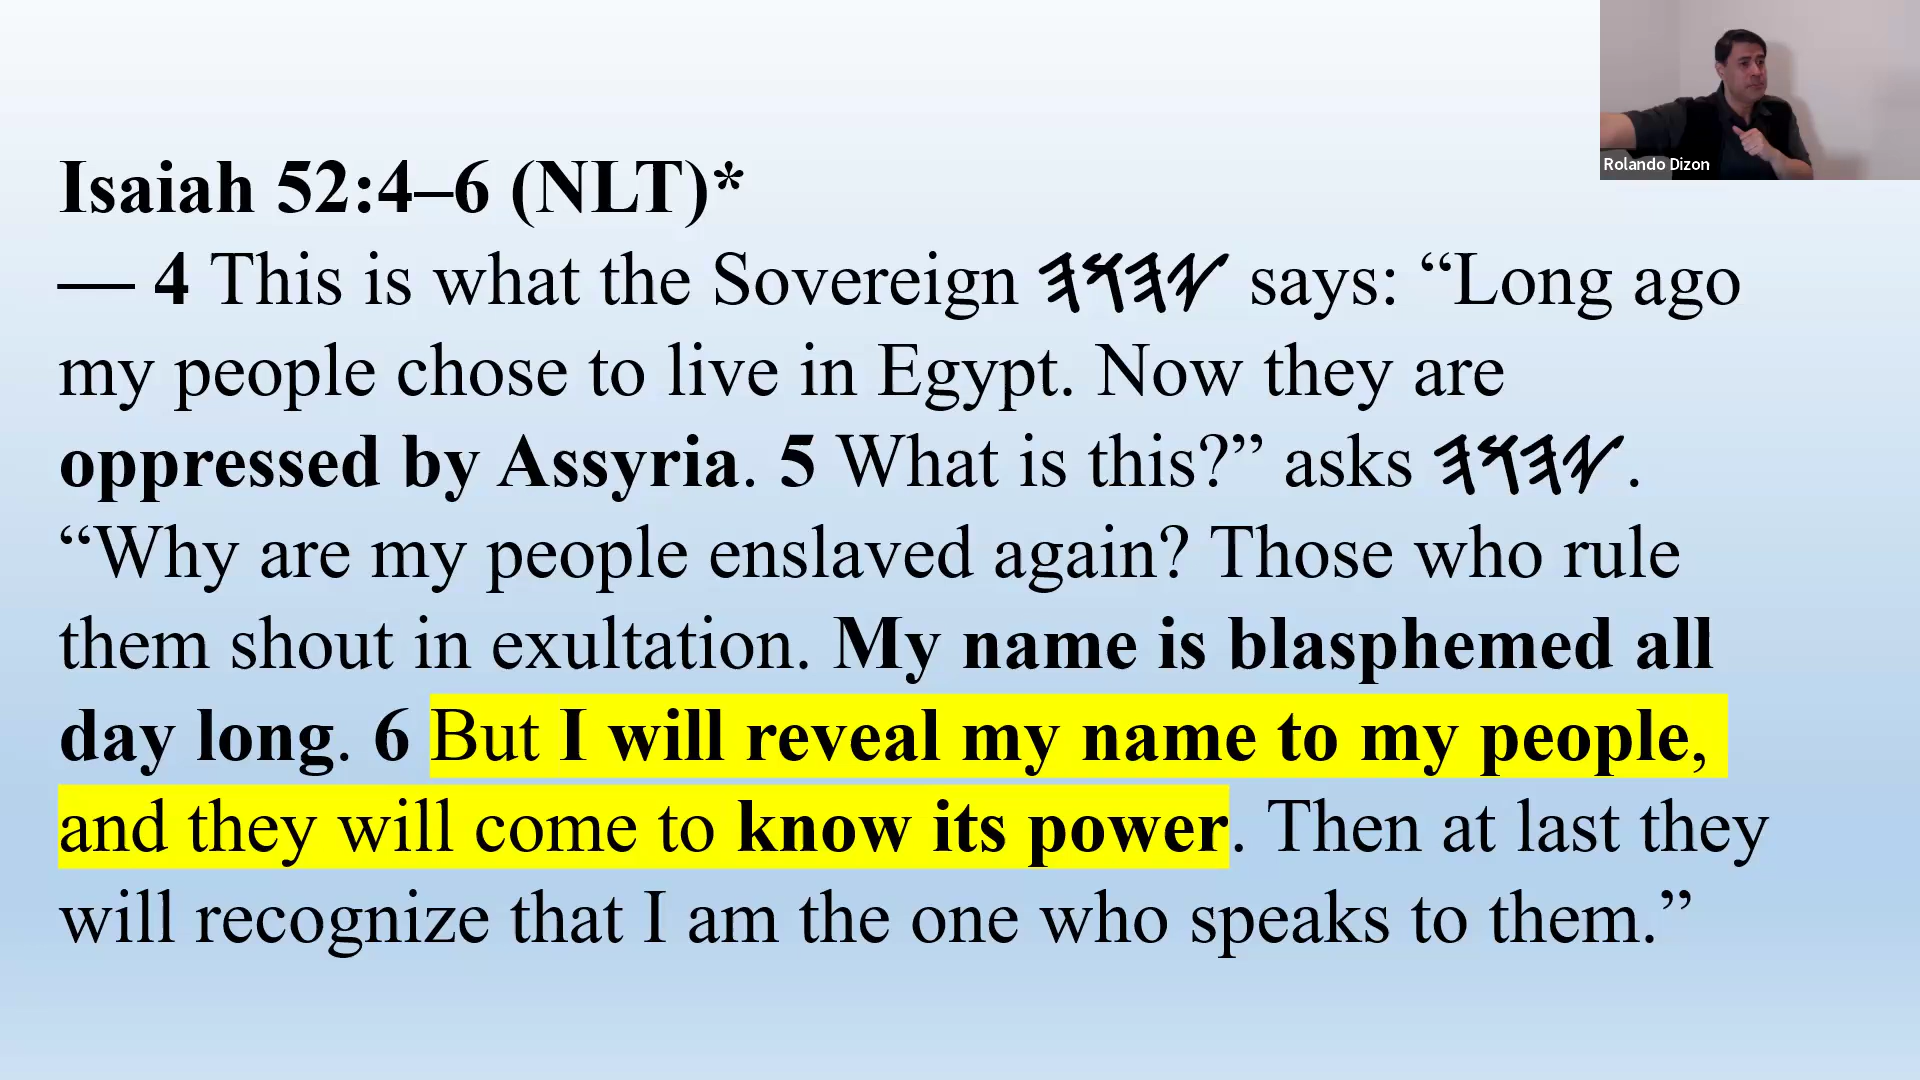 Rolando Dizon
Isaiah 52:4–6 (NLT)*
— 4 This is what the Sovereign 𐤉𐤄𐤅𐤄 says: “Long ago
my people chose to live in Egypt. Now they are
oppressed by Assyria. 5 What is this?” asks 𐤉𐤄𐤅𐤄.
“Why are my people enslaved again? Those who rule
them shout in exultation. My name is blasphemed all
day long. 6 But I will reveal my name to my people,
and they will come to know its power. Then at last they
will recognize that I am the one who speaks to them.”